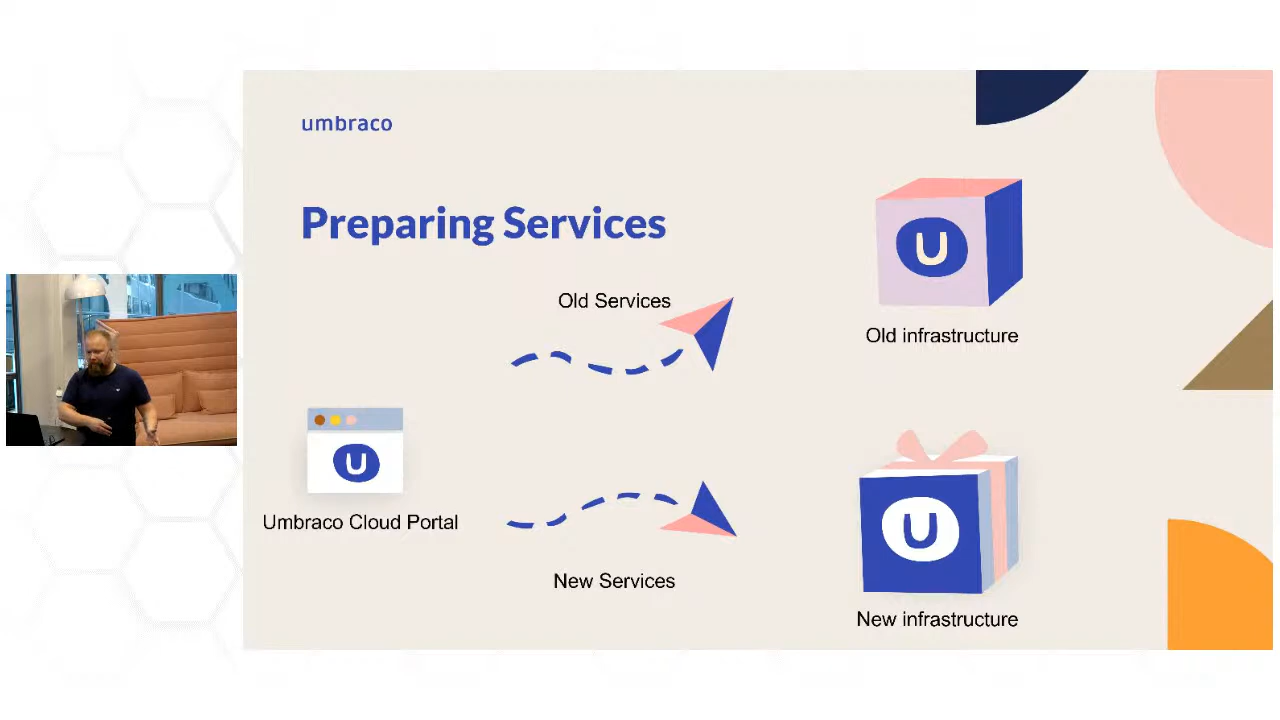 umbraco
Preparing Services
Old Services
Old infrastructure
Umbraco Cloud Portal
New Services
New infrastructure